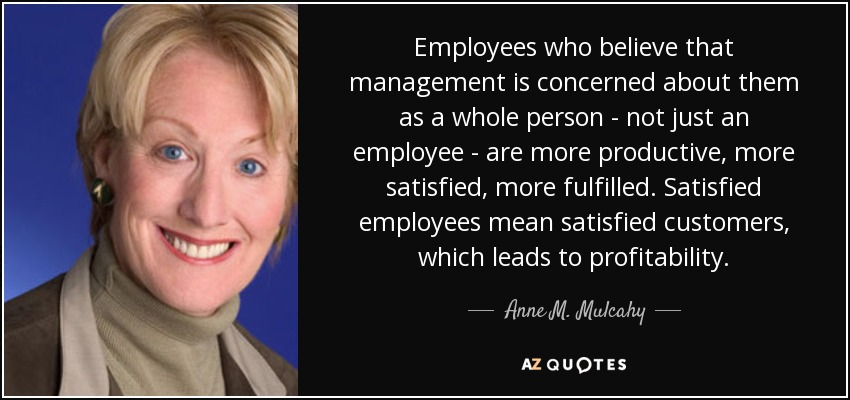 Employees who believe that
management is concerned about them
as a whole person - not just an
employee - are more productive, more
satisfied, more fulfilled. Satisfied
employees mean satisfied customers,
which leads to profitability.
Anne M. Mulcahy
AZ QUOTES